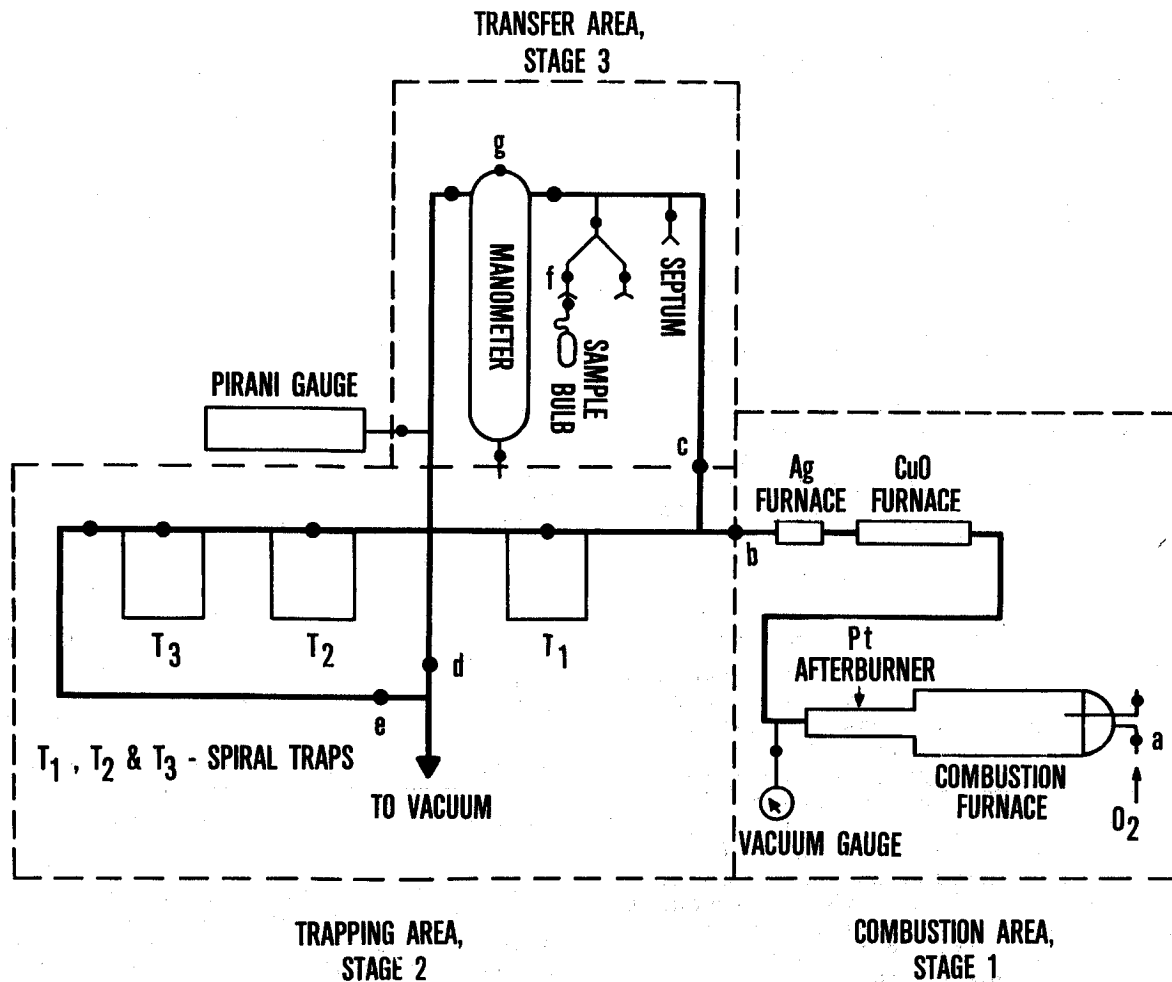 TRANSFER AREA,
STAGE 3
g
MANOMETER
f
SAMPLE
BULB
SEPTUM
PIRANI GAUGE
c
Ag
FURNACE
CuO
FURNACE
b
T3
T2
T1
d
e
Pt
AFTERBURNER
a
T1 , T2 & T3 - SPIRAL TRAPS
TO VACUUM
COMBUSTION
FURNACE
O2
VACUUM GAUGE
TRAPPING AREA,
STAGE 2
COMBUSTION AREA,
STAGE 1